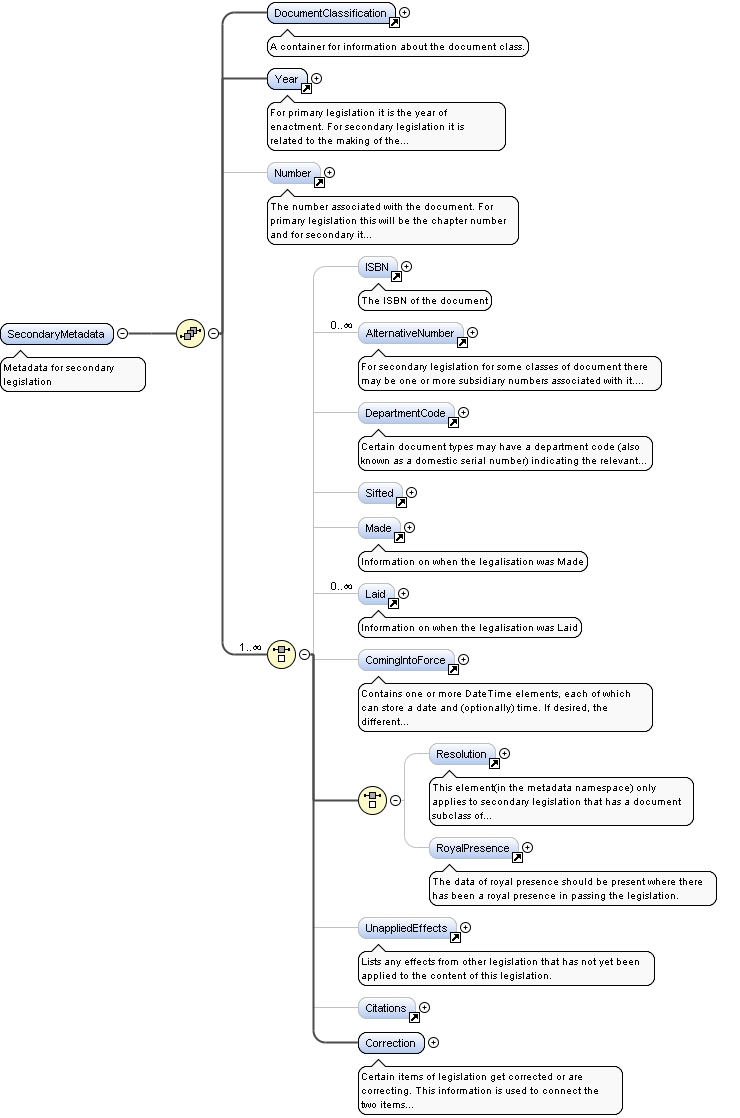 DocumentClassification
A container for information about the document class.
Year
For primary legislation it is the year of
enactment. For secondary legislation it is
related to the making of the...
Number
The number associated with the document. For
primary legislation this will be the chapter number
and for secondary it...
ISBN
The ISBN of the document
0..∞
AlternativeNumber
For secondary legislation for some classes of document there
may be one or more subsidiary numbers associated with it....
SecondaryMetadata
Metadata for secondary
legislation
DepartmentCode
Certain document types may have a department code (also
known as a domestic serial number) indicating the relevant...
Sifted
Made
Information on when the legalisation was Made
0..∞
Laid
Information on when the legalisation was Laid
1..∞
ComingIntoForce
Contains one or more DateTime elements, each of which
can store a date and (optionally) time. If desired, the
different...
Resolution
This element(in the metadata namespace) only
applies to secondary legislation that has a document
subclass of...
RoyalPresence
The data of royal presence should be present where there
has been a royal presence in passing the legislation.
UnappliedEffects
Lists any effects from other legislation that has not yet been
applied to the content of this legislation.
Citations
Correction
Certain items of legislation get corrected or are
correcting. This information is used to connect the
two items...